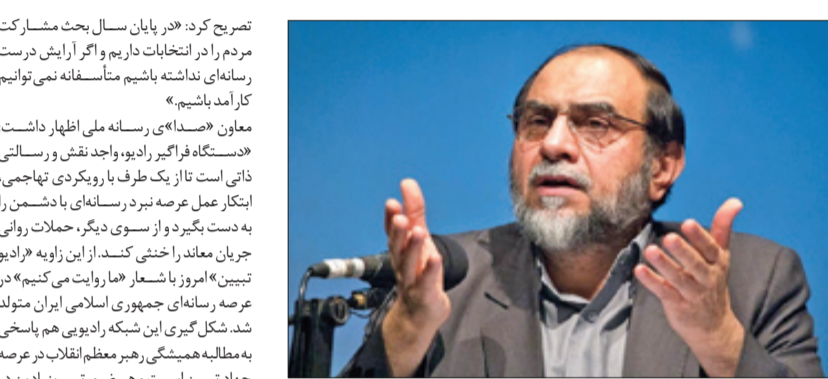 تصریح کرد: «در پایان سال بحث مشارکت
مردم را در انتخابات داریم و اگر آرایش درست
رسانه‌ای نداشته باشیم متأسفانه نمی‌توانیم
کارآمد باشیم.»
معاون «صدا»ی رسانه ملی اظهار داشت:
«دستگاه فراگیر رادیو، واجد نقش و رسالتی
ذاتی است تا از یک طرف با رویکردی تهاجمی،
ابتکار عمل عرصه نبرد رسانه‌ای با دشمن را
به دست بگیرد و از سوی دیگر، حملات روانی
جریان معاند را خنثی کند. از این زاویه «رادیو
تبیین» امروز با شعار «ما روایت می‌کنیم» در
عرصه رسانه‌ای جمهوری اسلامی ایران متولد
شد. شکل‌گیری این شبکه رادیویی هم پاسخی
به مطالبه همیشگی رهبر معظم انقلاب در عرصه